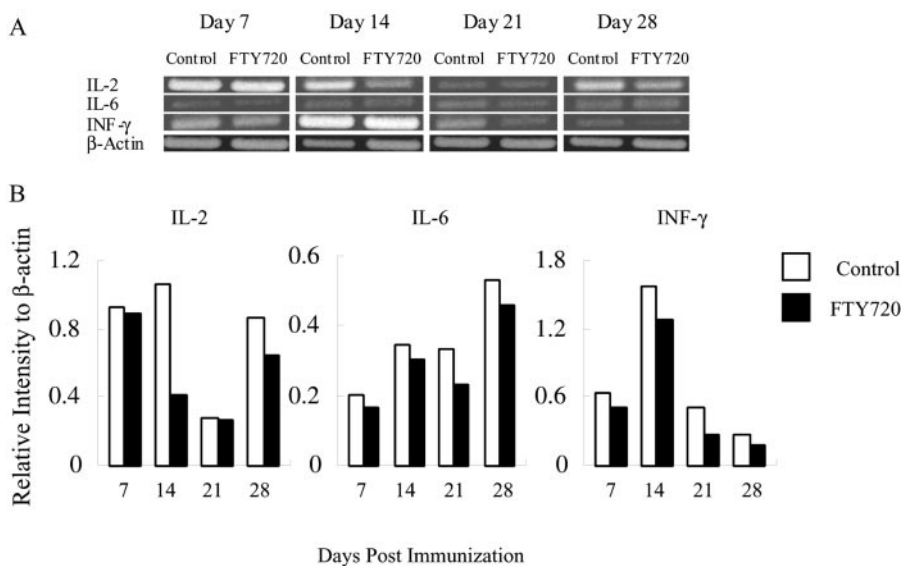 A
Day 7 Day 14 Day 21 Day 28
Control FTY720 Control FTY720 Control FTY720 Control FTY720
IL-2
IL-6
INF-γ
β-Actin
B
IL-2 IL-6 INF-γ
Relative Intensity to β-actin
1.2
0.8
0.4
0
7 14 21 28
0.6
0.4
0.2
0
7 14 21 28
1.8
1.2
0.6
0
7 14 21 28
Control
FTY720
Days Post Immunization